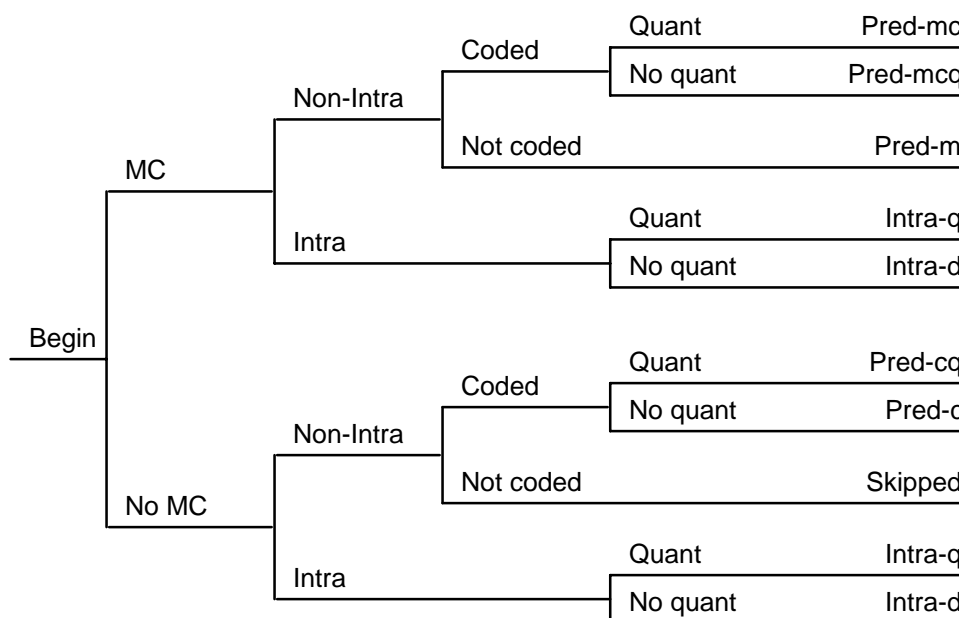 Quant Pred-mc
Coded
No quant Pred-mcq
Non-Intra
Not coded Pred-m
MC
Quant Intra-q
Intra
No quant Intra-d
Begin
Quant Pred-cq
Coded
No quant Pred-c
Non-Intra
Not coded Skipped
No MC
Quant Intra-q
Intra
No quant Intra-d